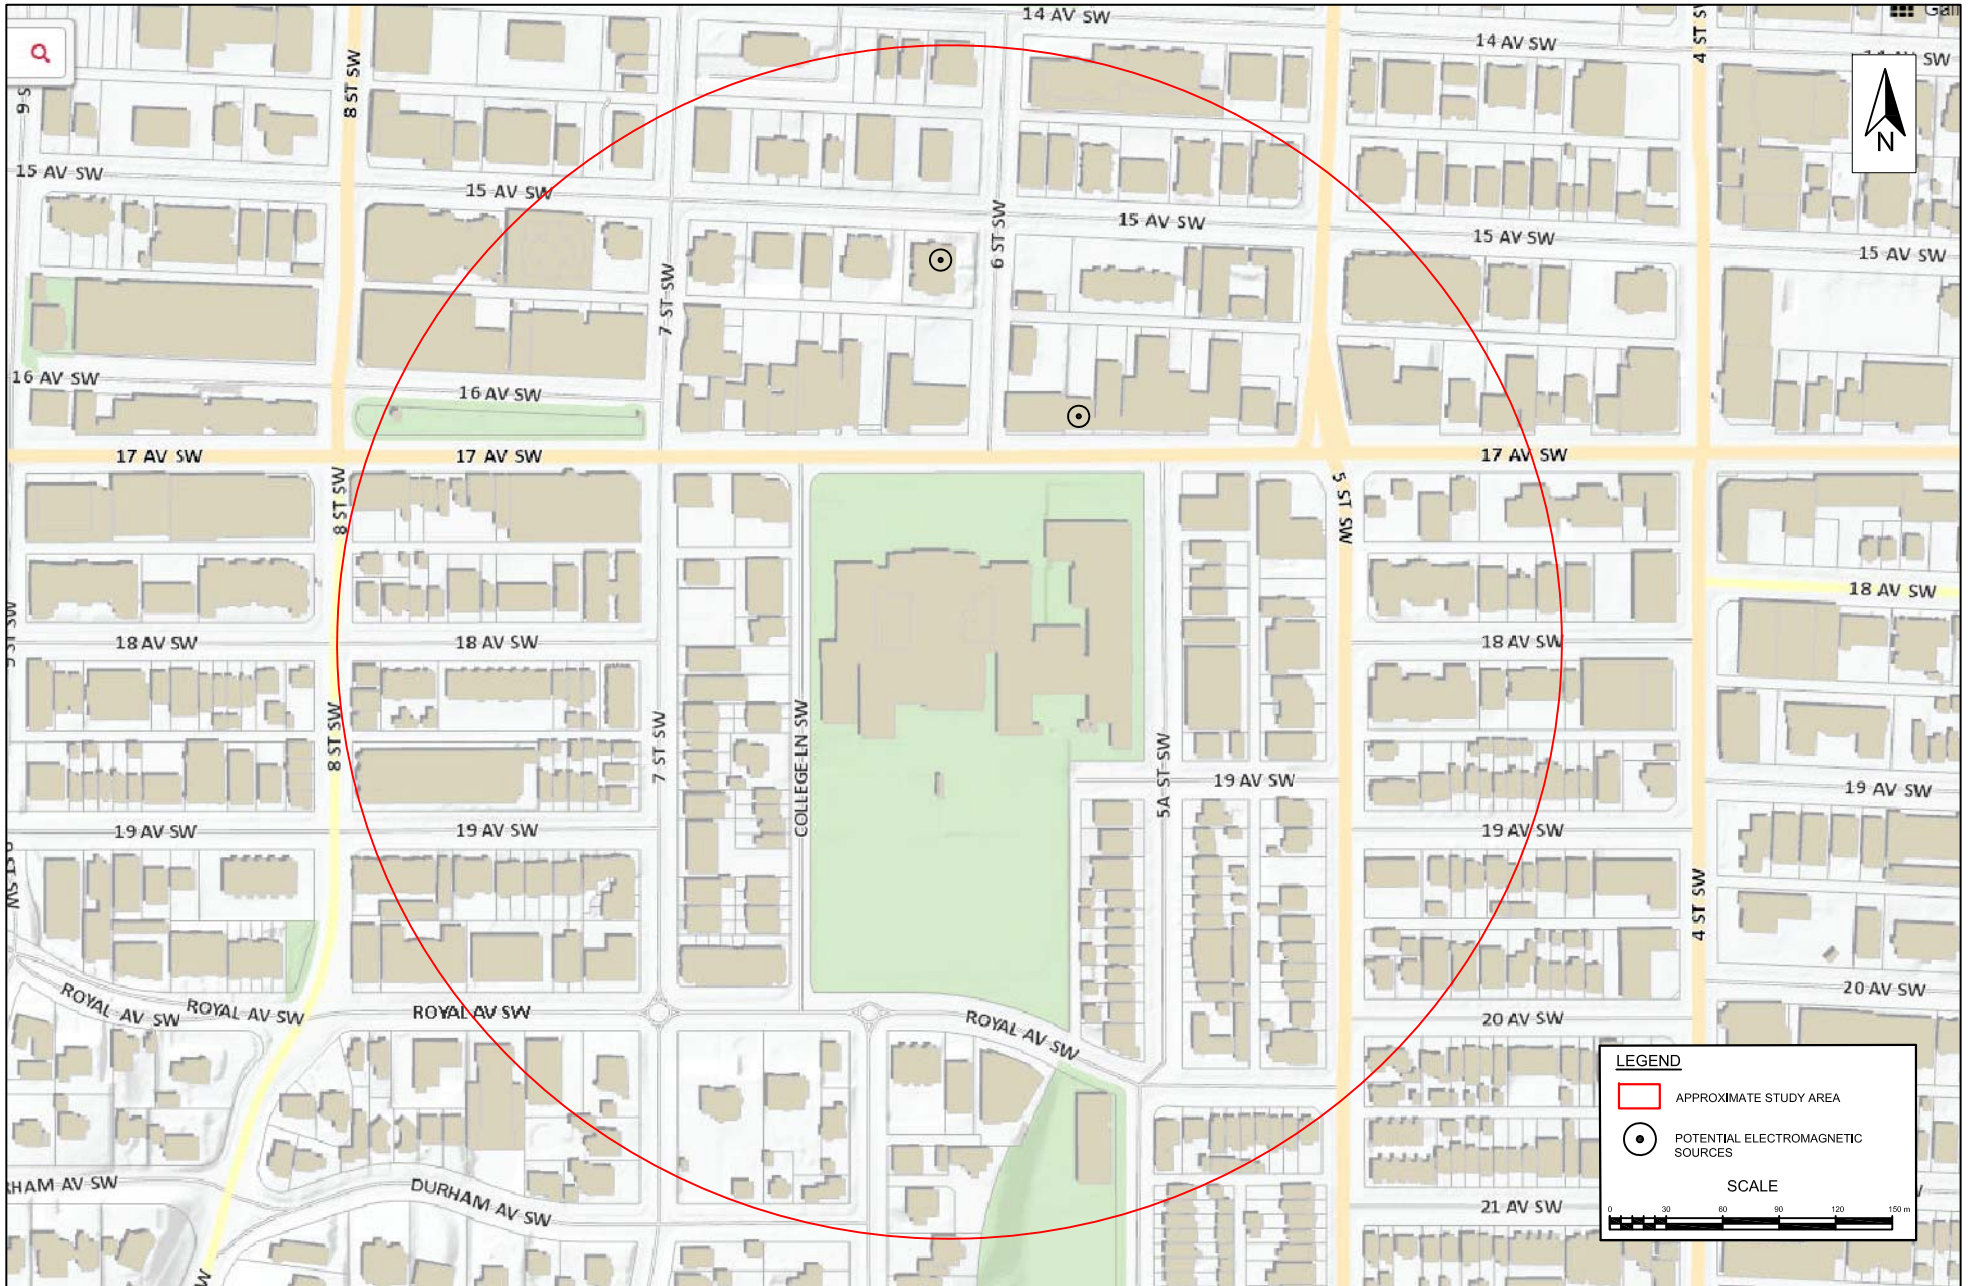 14 AV SW
14 AV SW
4 ST SW
Gall
SW
8 ST SW
N
15 AV SW
15 AV SW
15 AV SW
15 AV SW
15 AV SW
6 ST SW
7 ST SW
16 AV SW
16 AV SW
17 AV SW
17 AV SW
17 AV SW
8 ST SW
5 ST SW
18 AV SW
18 AV SW
18 AV SW
18 AV SW
8 ST SW
7 ST SW
COLLEGE LN SW
5A ST SW
19 AV SW
19 AV SW
19 AV SW
19 AV SW
19 AV SW
4 ST SW
ROYAL AV SW
ROYAL AV SW
ROYAL AV SW
ROYAL AV SW
20 AV SW
20 AV SW
RHAM AV SW
DURHAM AV SW
21 AV SW
LEGEND
APPROXIMATE STUDY AREA
POTENTIAL ELECTROMAGNETIC
SOURCES
SCALE
0 30 60 90 120 150 m